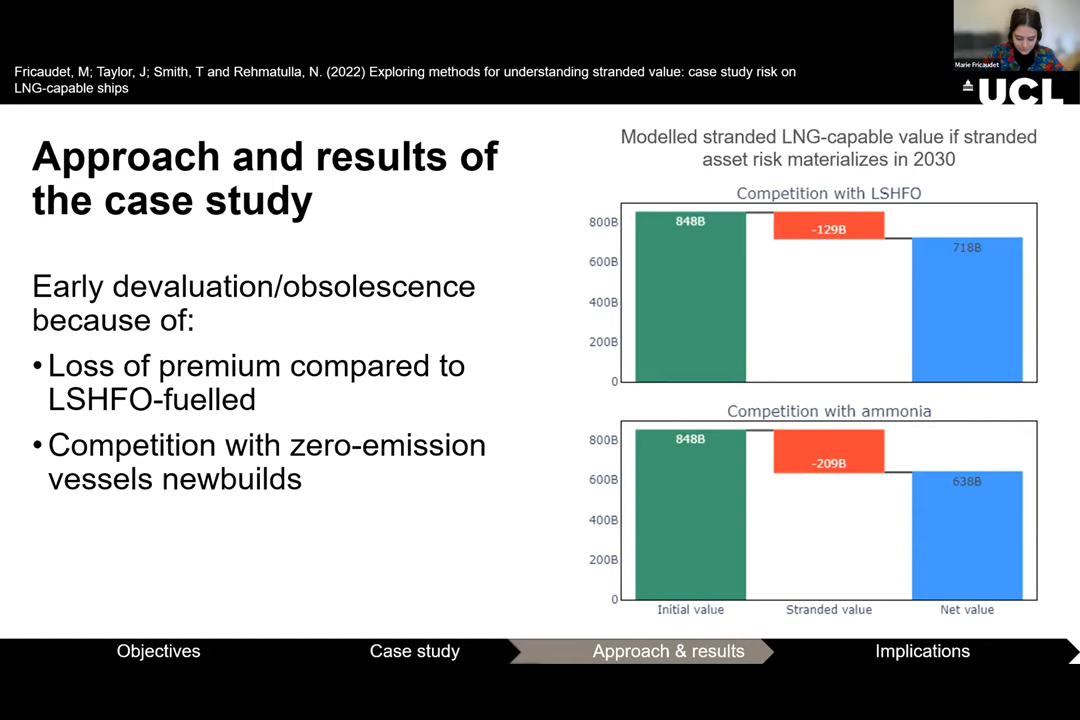 Fricaudet, M; Taylor, J; Smith, T and Rehmatulla, N. (2022) Exploring methods for understanding stranded value: case study risk on
LNG-capable ships
Marie Fricaudet
UCL
Approach and results of
the case study
Early devaluation/obsolescence
because of:
• Loss of premium compared to
LSHFO-fuelled
• Competition with zero-emission
vessels newbuilds
Modelled stranded LNG-capable value if stranded
asset risk materializes in 2030
Competition with LSHFO
800B
600B
400B
200B
0
848B
-129B
718B
Competition with ammonia
800B
600B
400B
200B
0
848B
-209B
638B
Initial value
Stranded value
Net value
Objectives
Case study
Approach & results
Implications